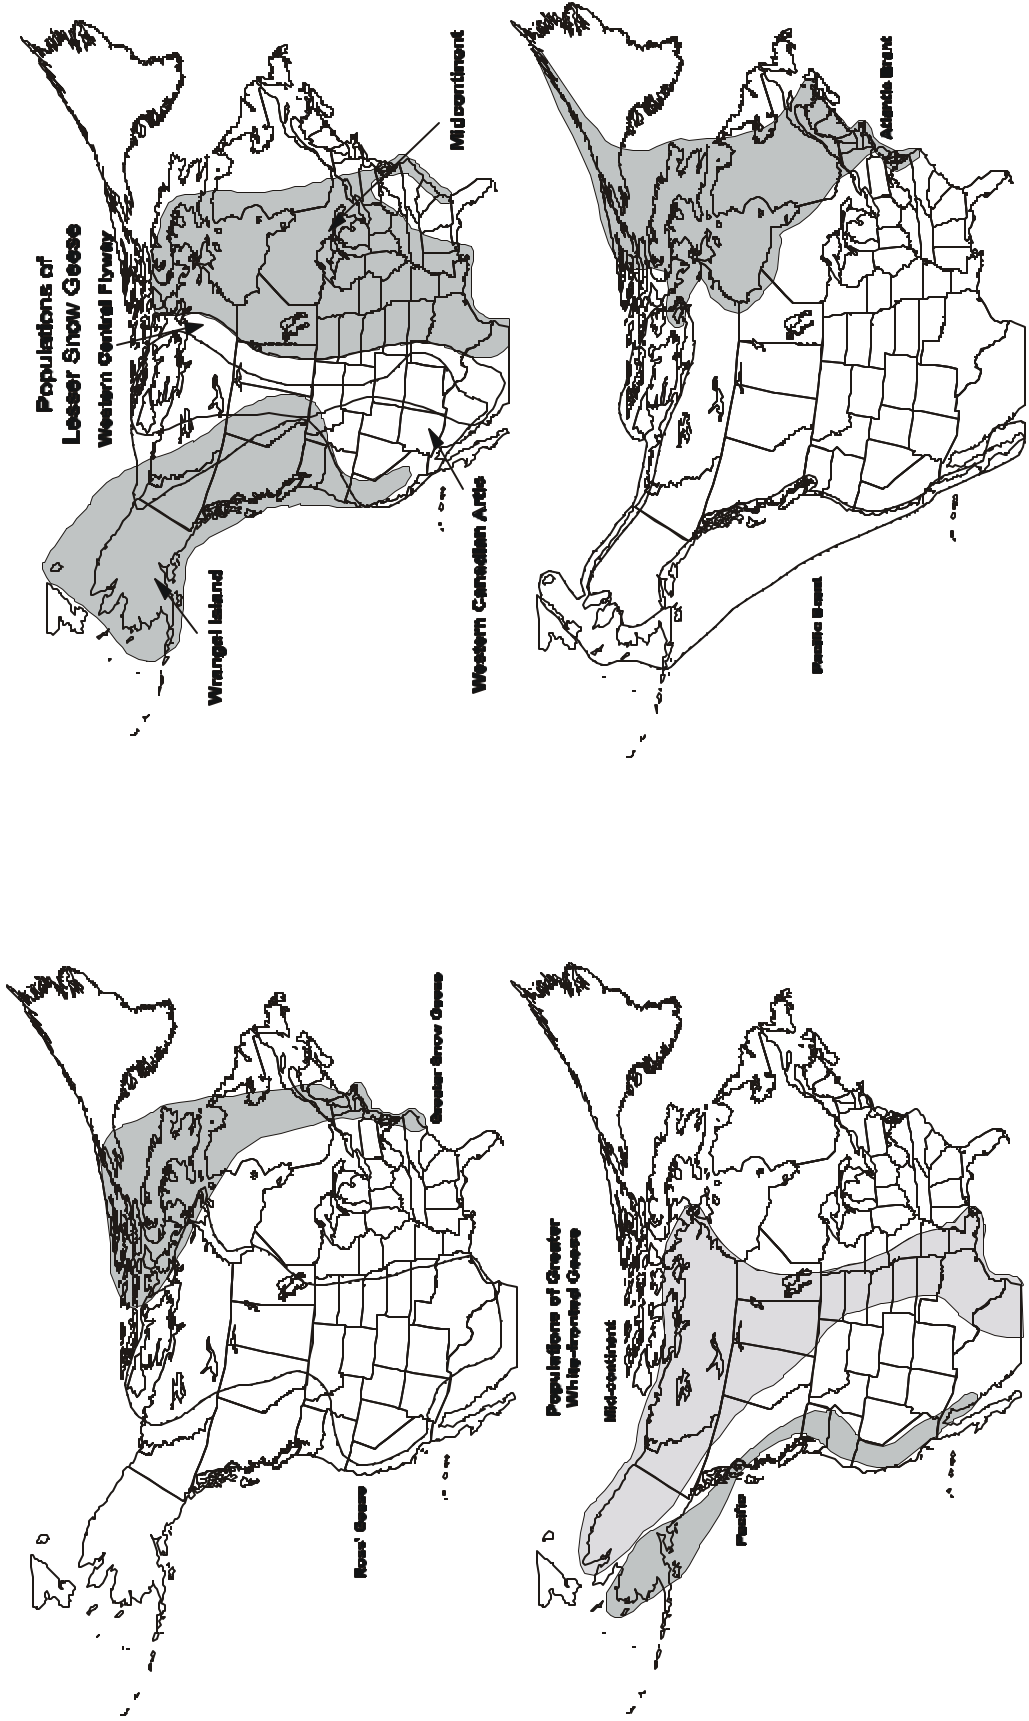 Ross' Geese
Greater Snow Geese
Populations of
Lesser Snow Geese
Western Central Flyway
Wrangel Island
Western Canadian Artic
Midcontinent
Populations of Greater
White-fronted Geese
Mid-continent
Pacific
Pacific Brant
Atlantic Brant